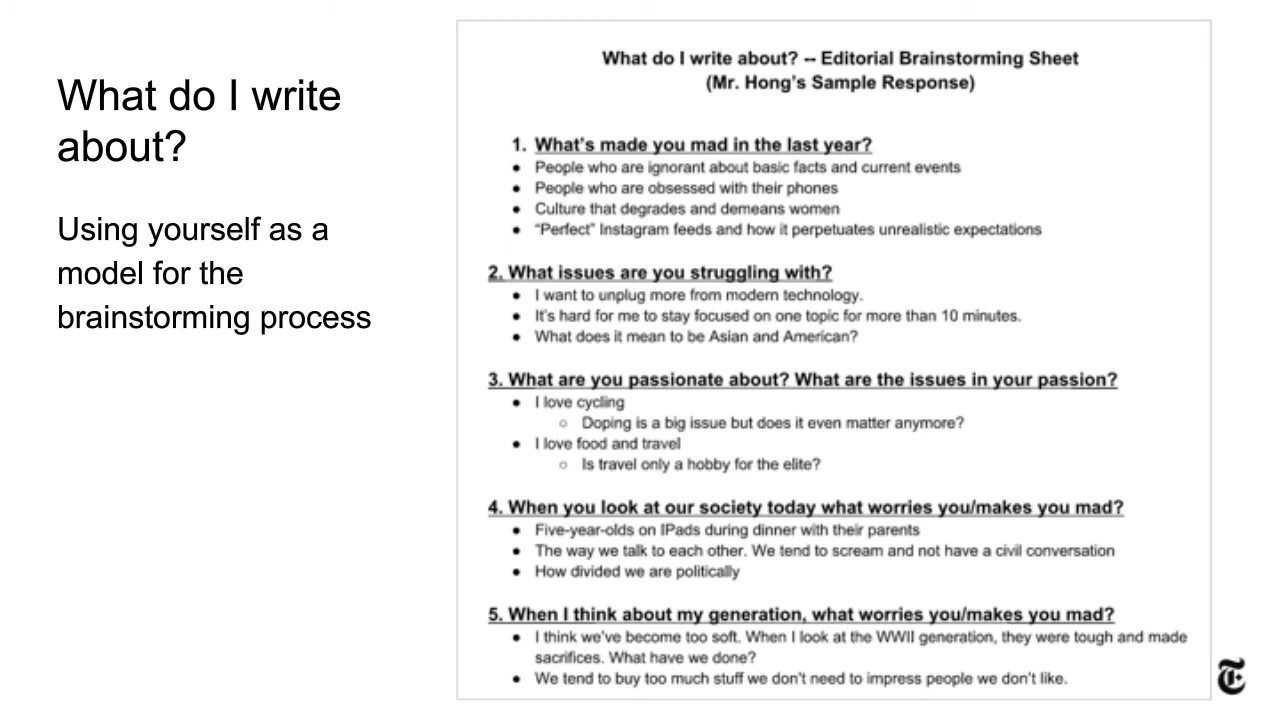 What do I write
about?
Using yourself as a
model for the
brainstorming process
What do I write about? -- Editorial Brainstorming Sheet
(Mr. Hong's Sample Response)
1. What's made you mad in the last year?
● People who are ignorant about basic facts and current events
● People who are obsessed with their phones
● Culture that degrades and demeans women
● “Perfect” Instagram feeds and how it perpetuates unrealistic expectations
2. What issues are you struggling with?
● I want to unplug more from modern technology.
● It's hard for me to stay focused on one topic for more than 10 minutes.
● What does it mean to be Asian and American?
3. What are you passionate about? What are the issues in your passion?
● I love cycling
○ Doping is a big issue but does it even matter anymore?
● I love food and travel
○ Is travel only a hobby for the elite?
4. When you look at our society today what worries you/makes you mad?
● Five-year-olds on IPads during dinner with their parents
● The way we talk to each other. We tend to scream and not have a civil conversation
● How divided we are politically
5. When I think about my generation, what worries you/makes you mad?
● I think we've become too soft. When I look at the WWII generation, they were tough and made
sacrifices. What have we done?
● We tend to buy too much stuff we don't need to impress people we don't like.
T